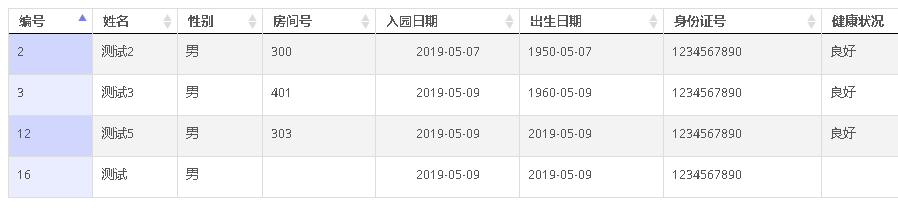 编号 姓名 性别 房间号 入园日期 出生日期 身份证号 健康状况
2 测试2 男 300 2019-05-07 1950-05-07 1234567890 良好
3 测试3 男 401 2019-05-09 1960-05-09 1234567890 良好
12 测试5 男 303 2019-05-09 2019-05-09 1234567890 良好
16 测试 男 2019-05-09 2019-05-09 1234567890